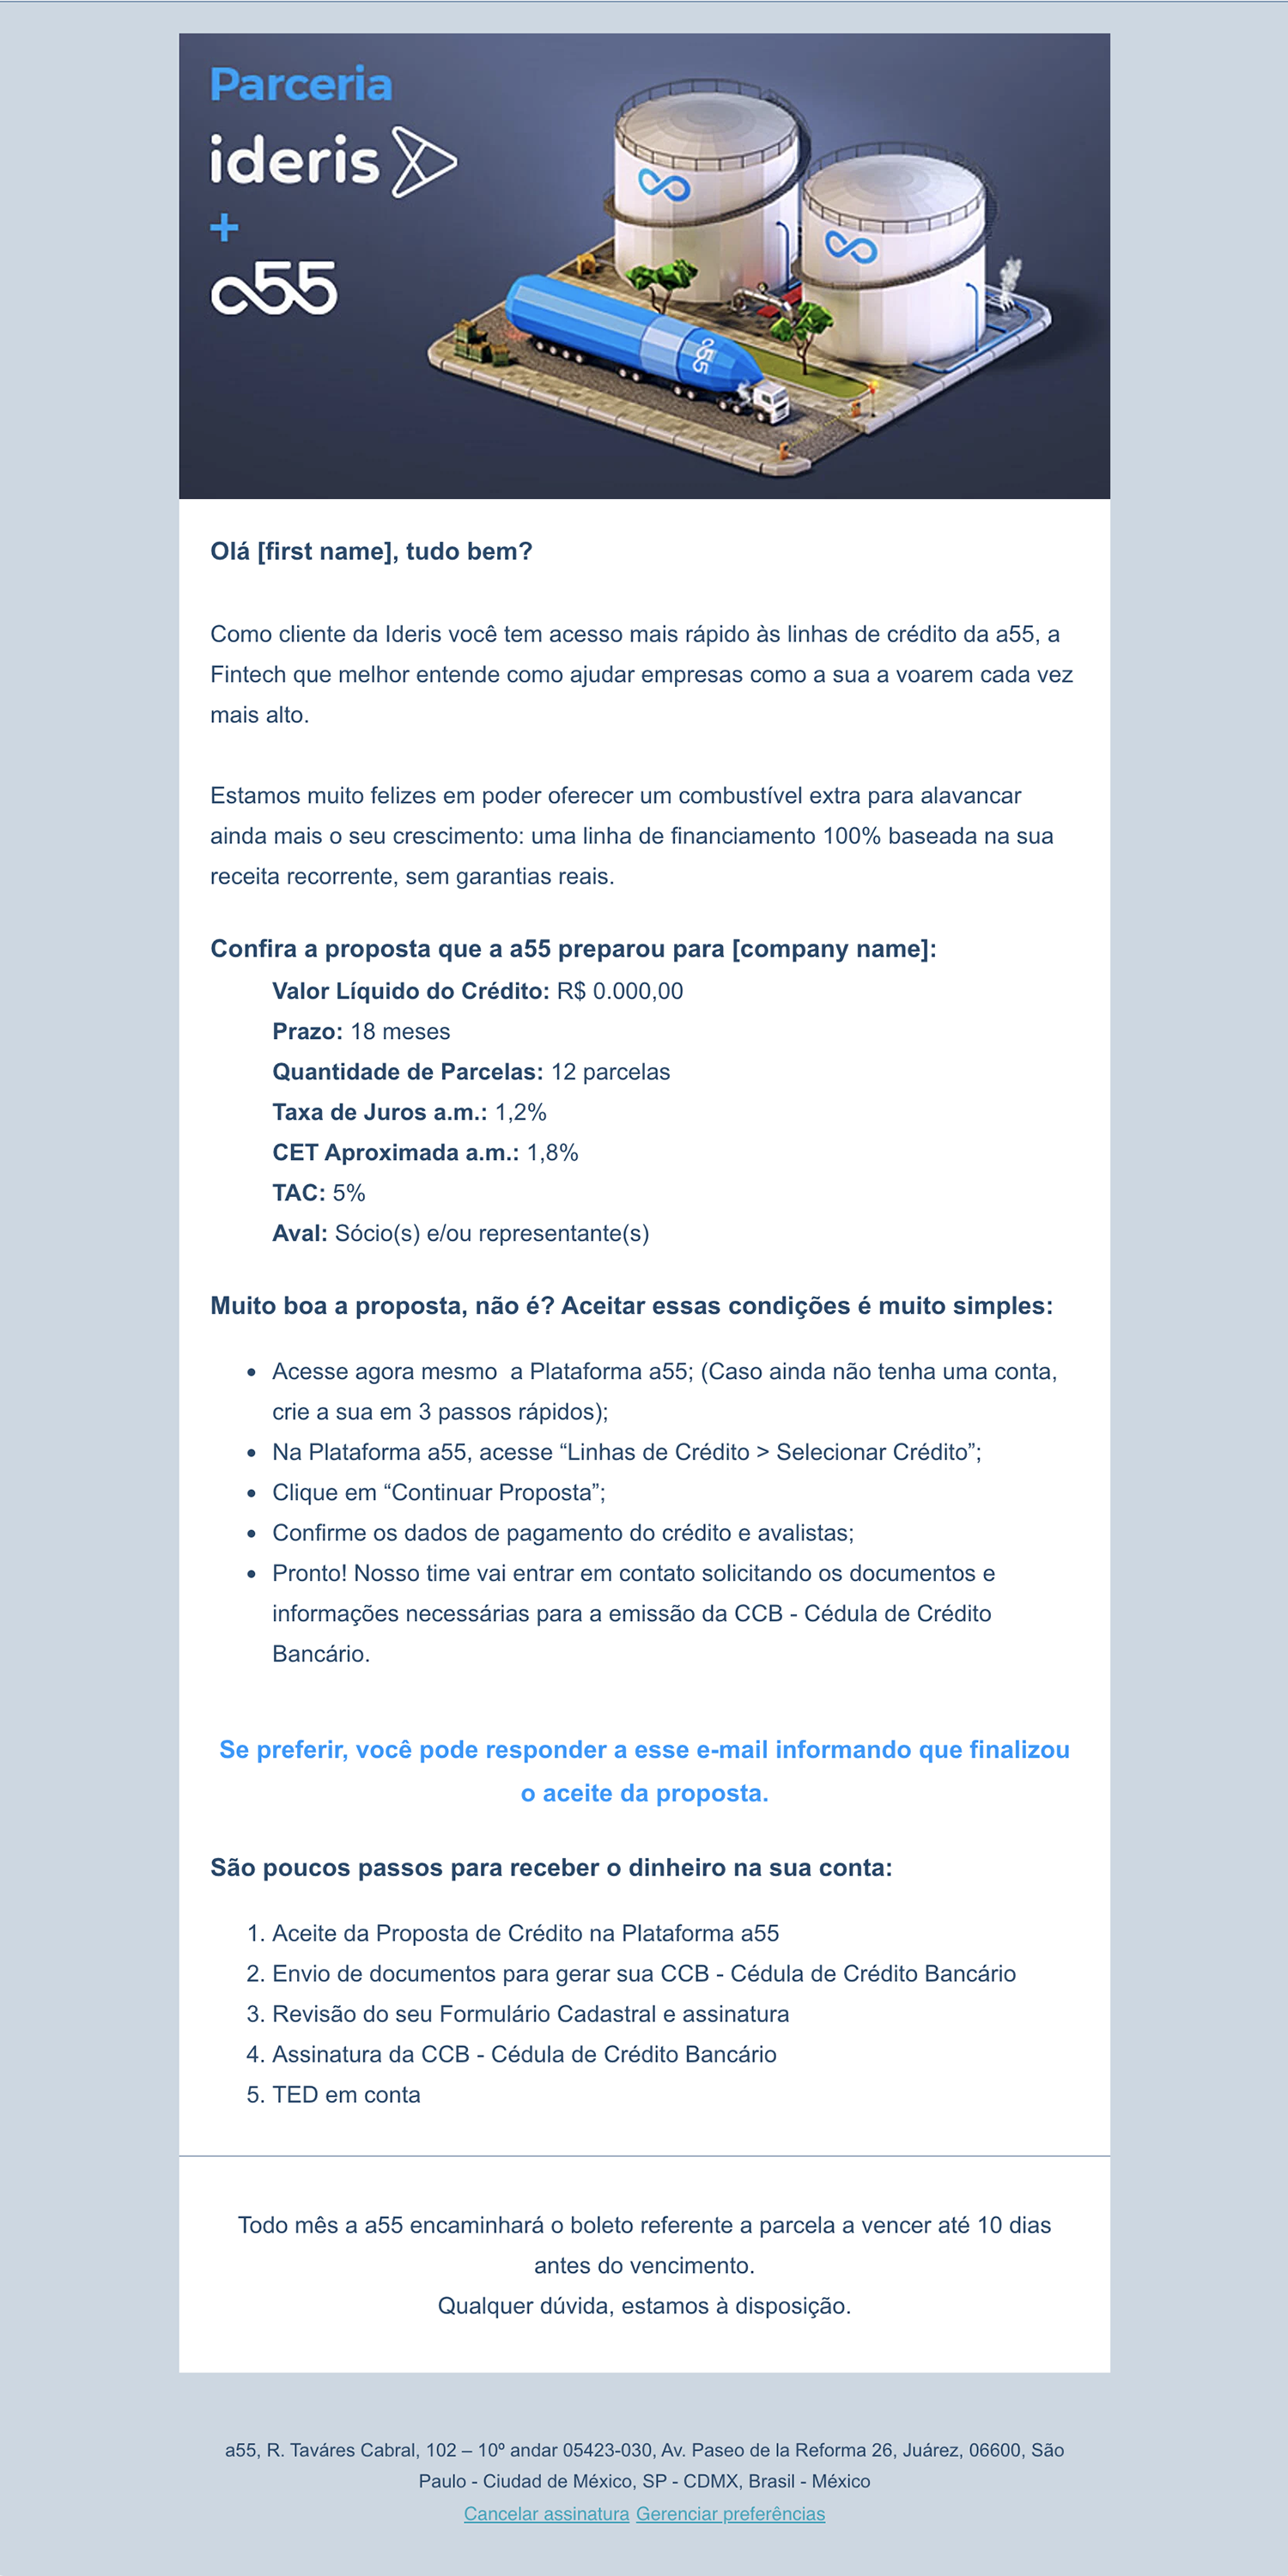 Parceria
ideris
+
a55
a55
Olá [first name], tudo bem?
Como cliente da Ideris você tem acesso mais rápido às linhas de crédito da a55, a
Fintech que melhor entende como ajudar empresas como a sua a voarem cada vez
mais alto.
Estamos muito felizes em poder oferecer um combustível extra para alavancar
ainda mais o seu crescimento: uma linha de financiamento 100% baseada na sua
receita recorrente, sem garantias reais.
Confira a proposta que a a55 preparou para [company name]:
Valor Líquido do Crédito: R$ 0.000,00
Prazo: 18 meses
Quantidade de Parcelas: 12 parcelas
Taxa de Juros a.m.: 1,2%
CET Aproximada a.m.: 1,8%
TAC: 5%
Aval: Sócio(s) e/ou representante(s)
Muito boa a proposta, não é? Aceitar essas condições é muito simples:
• Acesse agora mesmo  a Plataforma a55; (Caso ainda não tenha uma conta,
crie a sua em 3 passos rápidos);
• Na Plataforma a55, acesse “Linhas de Crédito > Selecionar Crédito”;
• Clique em “Continuar Proposta”;
• Confirme os dados de pagamento do crédito e avalistas;
• Pronto! Nosso time vai entrar em contato solicitando os documentos e
informações necessárias para a emissão da CCB - Cédula de Crédito
Bancário.
Se preferir, você pode responder a esse e-mail informando que finalizou
o aceite da proposta.
São poucos passos para receber o dinheiro na sua conta:
1. Aceite da Proposta de Crédito na Plataforma a55
2. Envio de documentos para gerar sua CCB - Cédula de Crédito Bancário
3. Revisão do seu Formulário Cadastral e assinatura
4. Assinatura da CCB - Cédula de Crédito Bancário
5. TED em conta
Todo mês a a55 encaminhará o boleto referente a parcela a vencer até 10 dias
antes do vencimento.
Qualquer dúvida, estamos à disposição.
a55, R. Taváres Cabral, 102 – 10º andar 05423-030, Av. Paseo de la Reforma 26, Juárez, 06600, São
Paulo - Ciudad de México, SP - CDMX, Brasil - México
Cancelar assinatura Gerenciar preferências